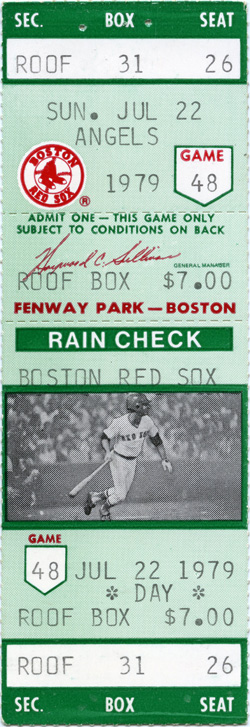 SEC. BOX SEAT
ROOF 31 26
SUN. JUL 22
ANGELS
BOSTON
RED SOX
®
1979
GAME
48
ADMIT ONE — THIS GAME ONLY
SUBJECT TO CONDITIONS ON BACK
Haywood C. Sullivan
GENERAL MANAGER
ROOF BOX $7.00
FENWAY PARK — BOSTON
RAIN CHECK
BOSTON RED SOX
RED SOX
GAME
48
JUL 22 1979
* DAY *
ROOF BOX $7.00
ROOF 31 26
SEC. BOX SEAT